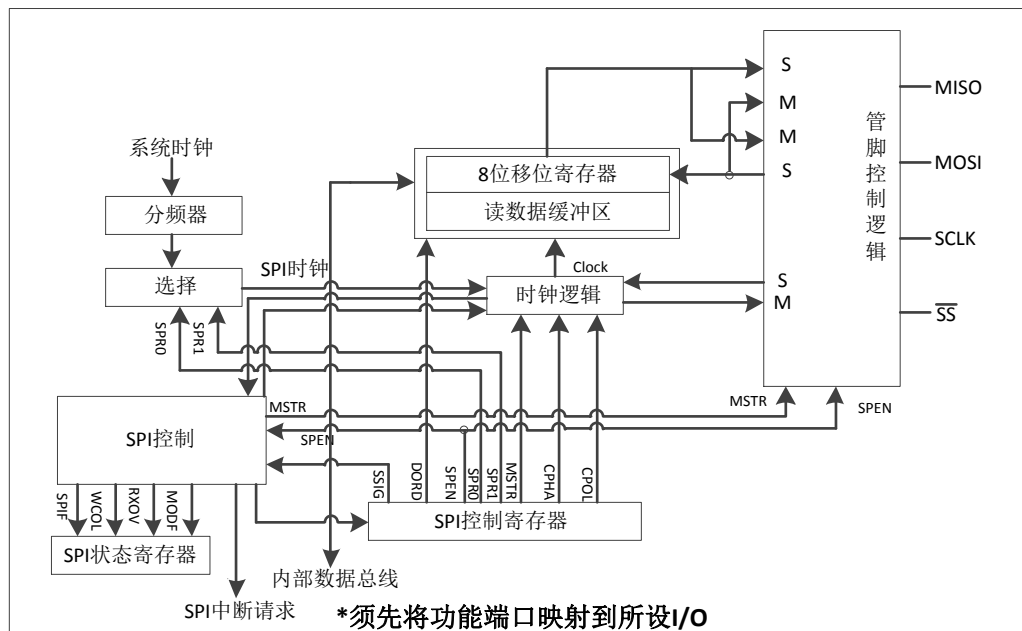 系统时钟
分频器
选择
SPI时钟
SPR0
SPR1
8位移位寄存器
读数据缓冲区
Clock
时钟逻辑
S
M
M
S
S
M
管脚控制逻辑
MISO
MOSI
SCLK
SS
MSTR
SPEN
SPI控制
MSTR
SPEN
SSIG
DORD
SPEN
SPR0
SPR1
MSTR
CPHA
CPOL
SPI控制寄存器
SPIF
WCOL
RXOV
MODF
SPI状态寄存器
SPI中断请求
内部数据总线
*须先将功能端口映射到所设I/O